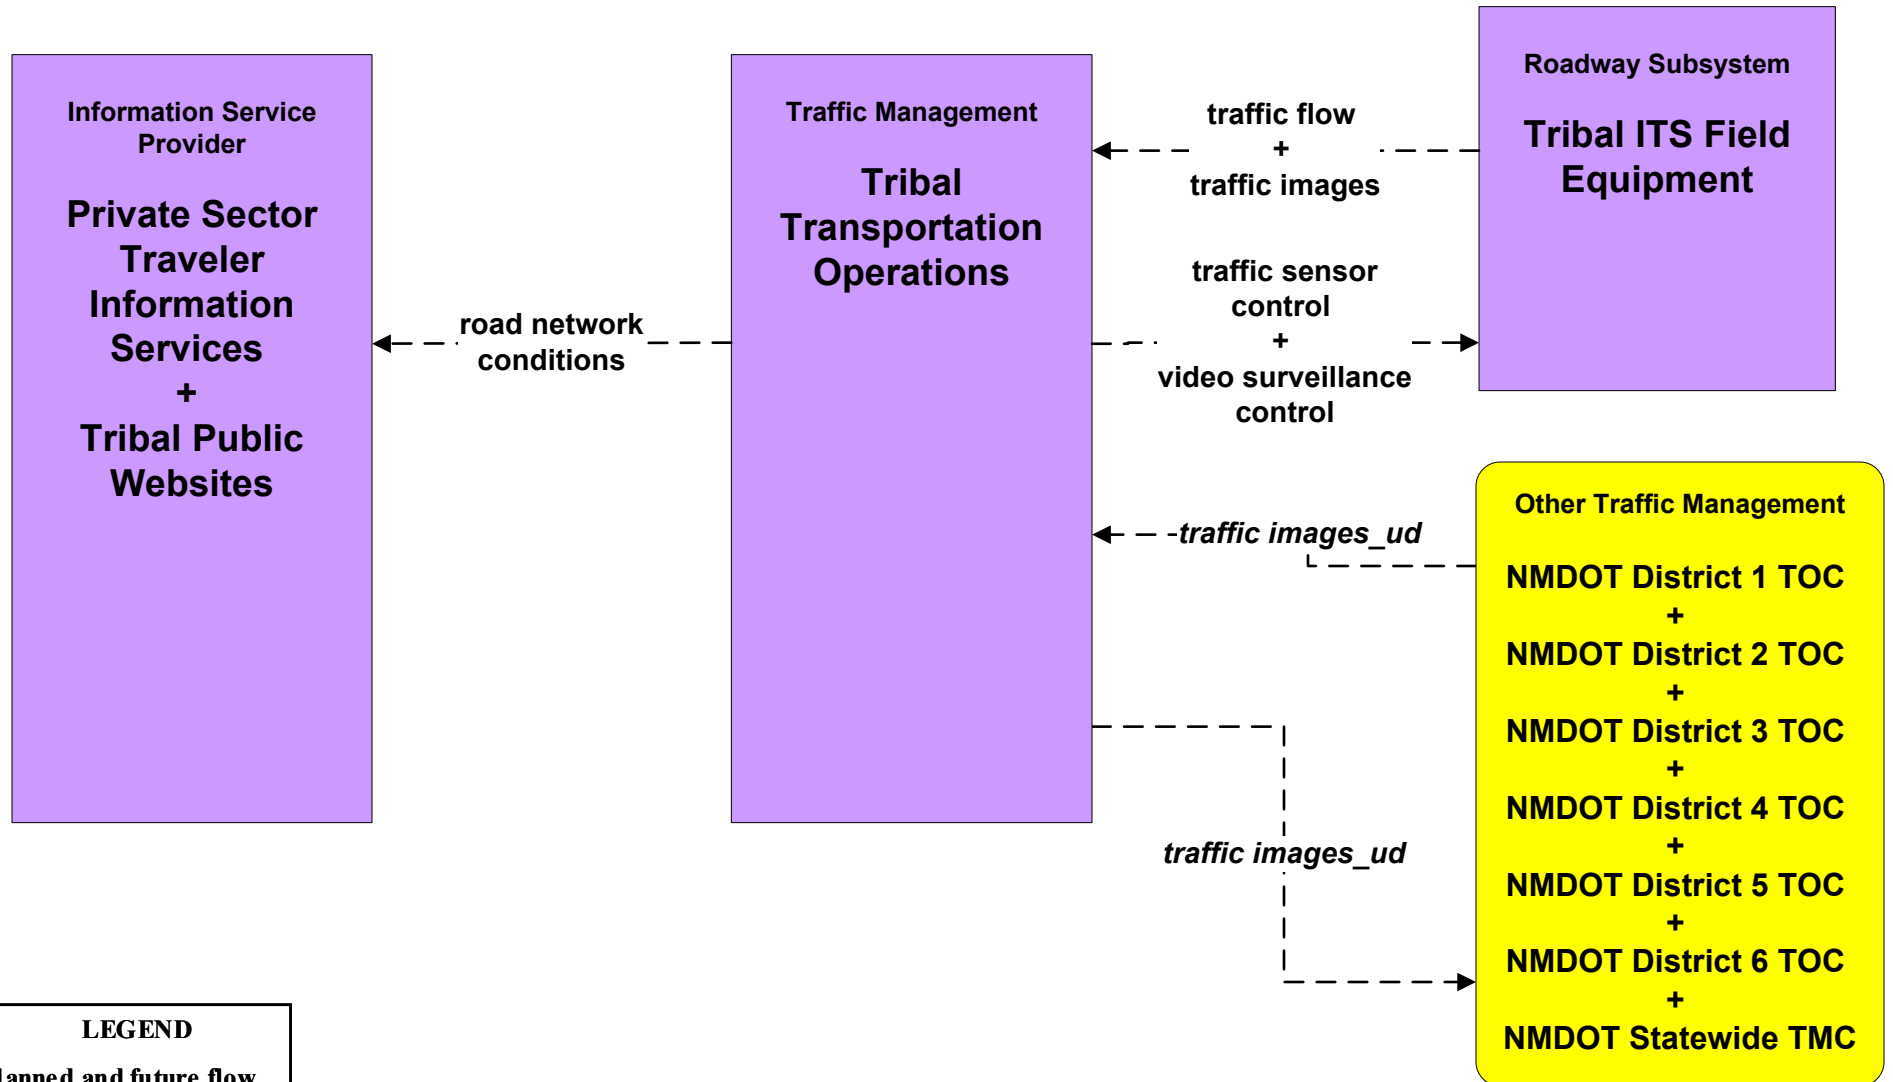 Information Service
Provider
Private Sector
Traveler
Information
Services
+
Tribal Public
Websites
road network
conditions
Traffic Management
Tribal
Transportation
Operations
traffic flow
+
traffic images
traffic sensor
control
+
video surveillance
control
Roadway Subsystem
Tribal ITS Field
Equipment
traffic images_ud
traffic images_ud
Other Traffic Management
NMDOT District 1 TOC
+
NMDOT District 2 TOC
+
NMDOT District 3 TOC
+
NMDOT District 4 TOC
+
NMDOT District 5 TOC
+
NMDOT District 6 TOC
+
NMDOT Statewide TMC
LEGEND
and future flow